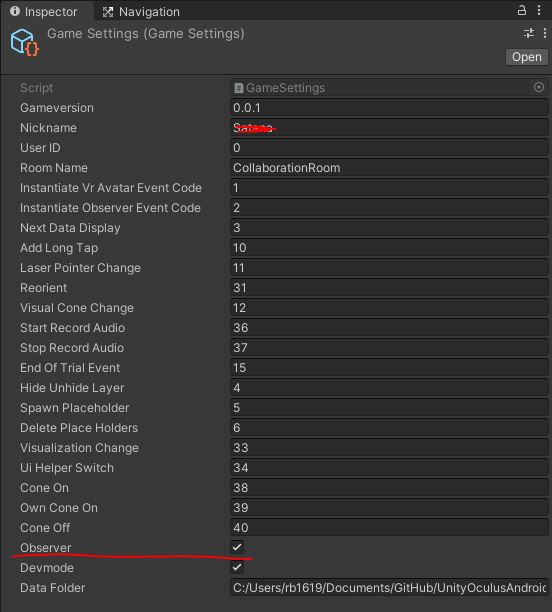 Inspector
Navigation
Game Settings (Game Settings)
Open
Script GameSettings
Gameversion 0.0.1
Nickname
User ID 0
Room Name CollaborationRoom
Instantiate Vr Avatar Event Code 1
Instantiate Observer Event Code 2
Next Data Display 3
Add Long Tap 10
Laser Pointer Change 11
Reorient 31
Visual Cone Change 12
Start Record Audio 36
Stop Record Audio 37
End Of Trial Event 15
Hide Unhide Layer 4
Spawn Placeholder 5
Delete Place Holders 6
Visualization Change 33
Ui Helper Switch 34
Cone On 38
Own Cone On 39
Cone Off 40
Observer
Devmode
Data Folder C:/Users/rb1619/Documents/GitHub/UnityOculusAndroid